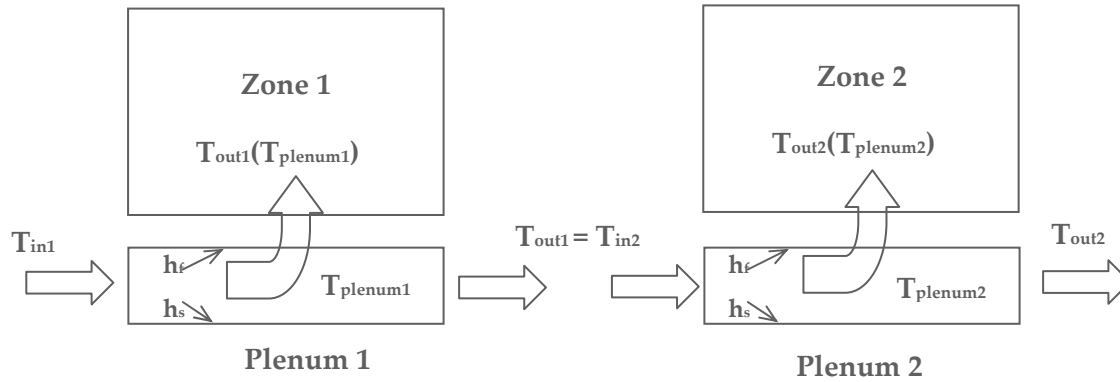 Zone 1
Tout1(Tplenum1)
Tin1
hf
hs
Tplenum1
Plenum 1
Tout1 = Tin2
Zone 2
Tout2(Tplenum2)
hf
hs
Tplenum2
Plenum 2
Tout2